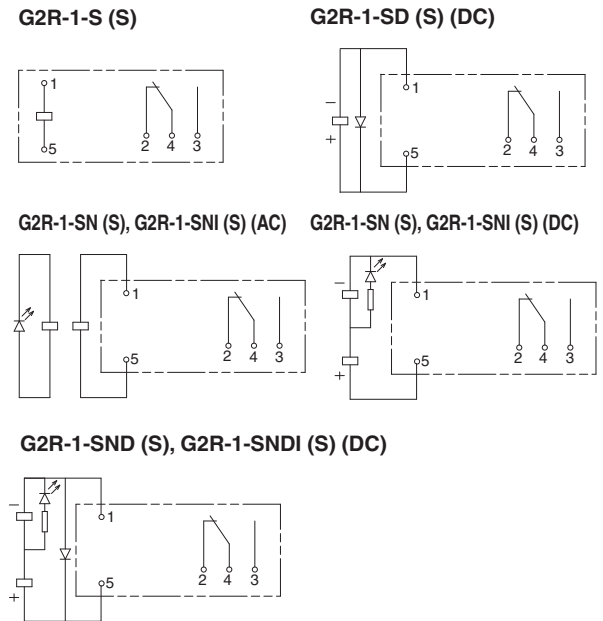 G2R-1-S (S)
1
5
2 4 3
G2R-1-SD (S) (DC)
−
+
1
5
2 4 3
G2R-1-SN (S), G2R-1-SNI (S) (AC)
1
5
2 4 3
G2R-1-SN (S), G2R-1-SNI (S) (DC)
−
+
1
5
2 4 3
G2R-1-SND (S), G2R-1-SNDI (S) (DC)
−
+
1
5
2 4 3